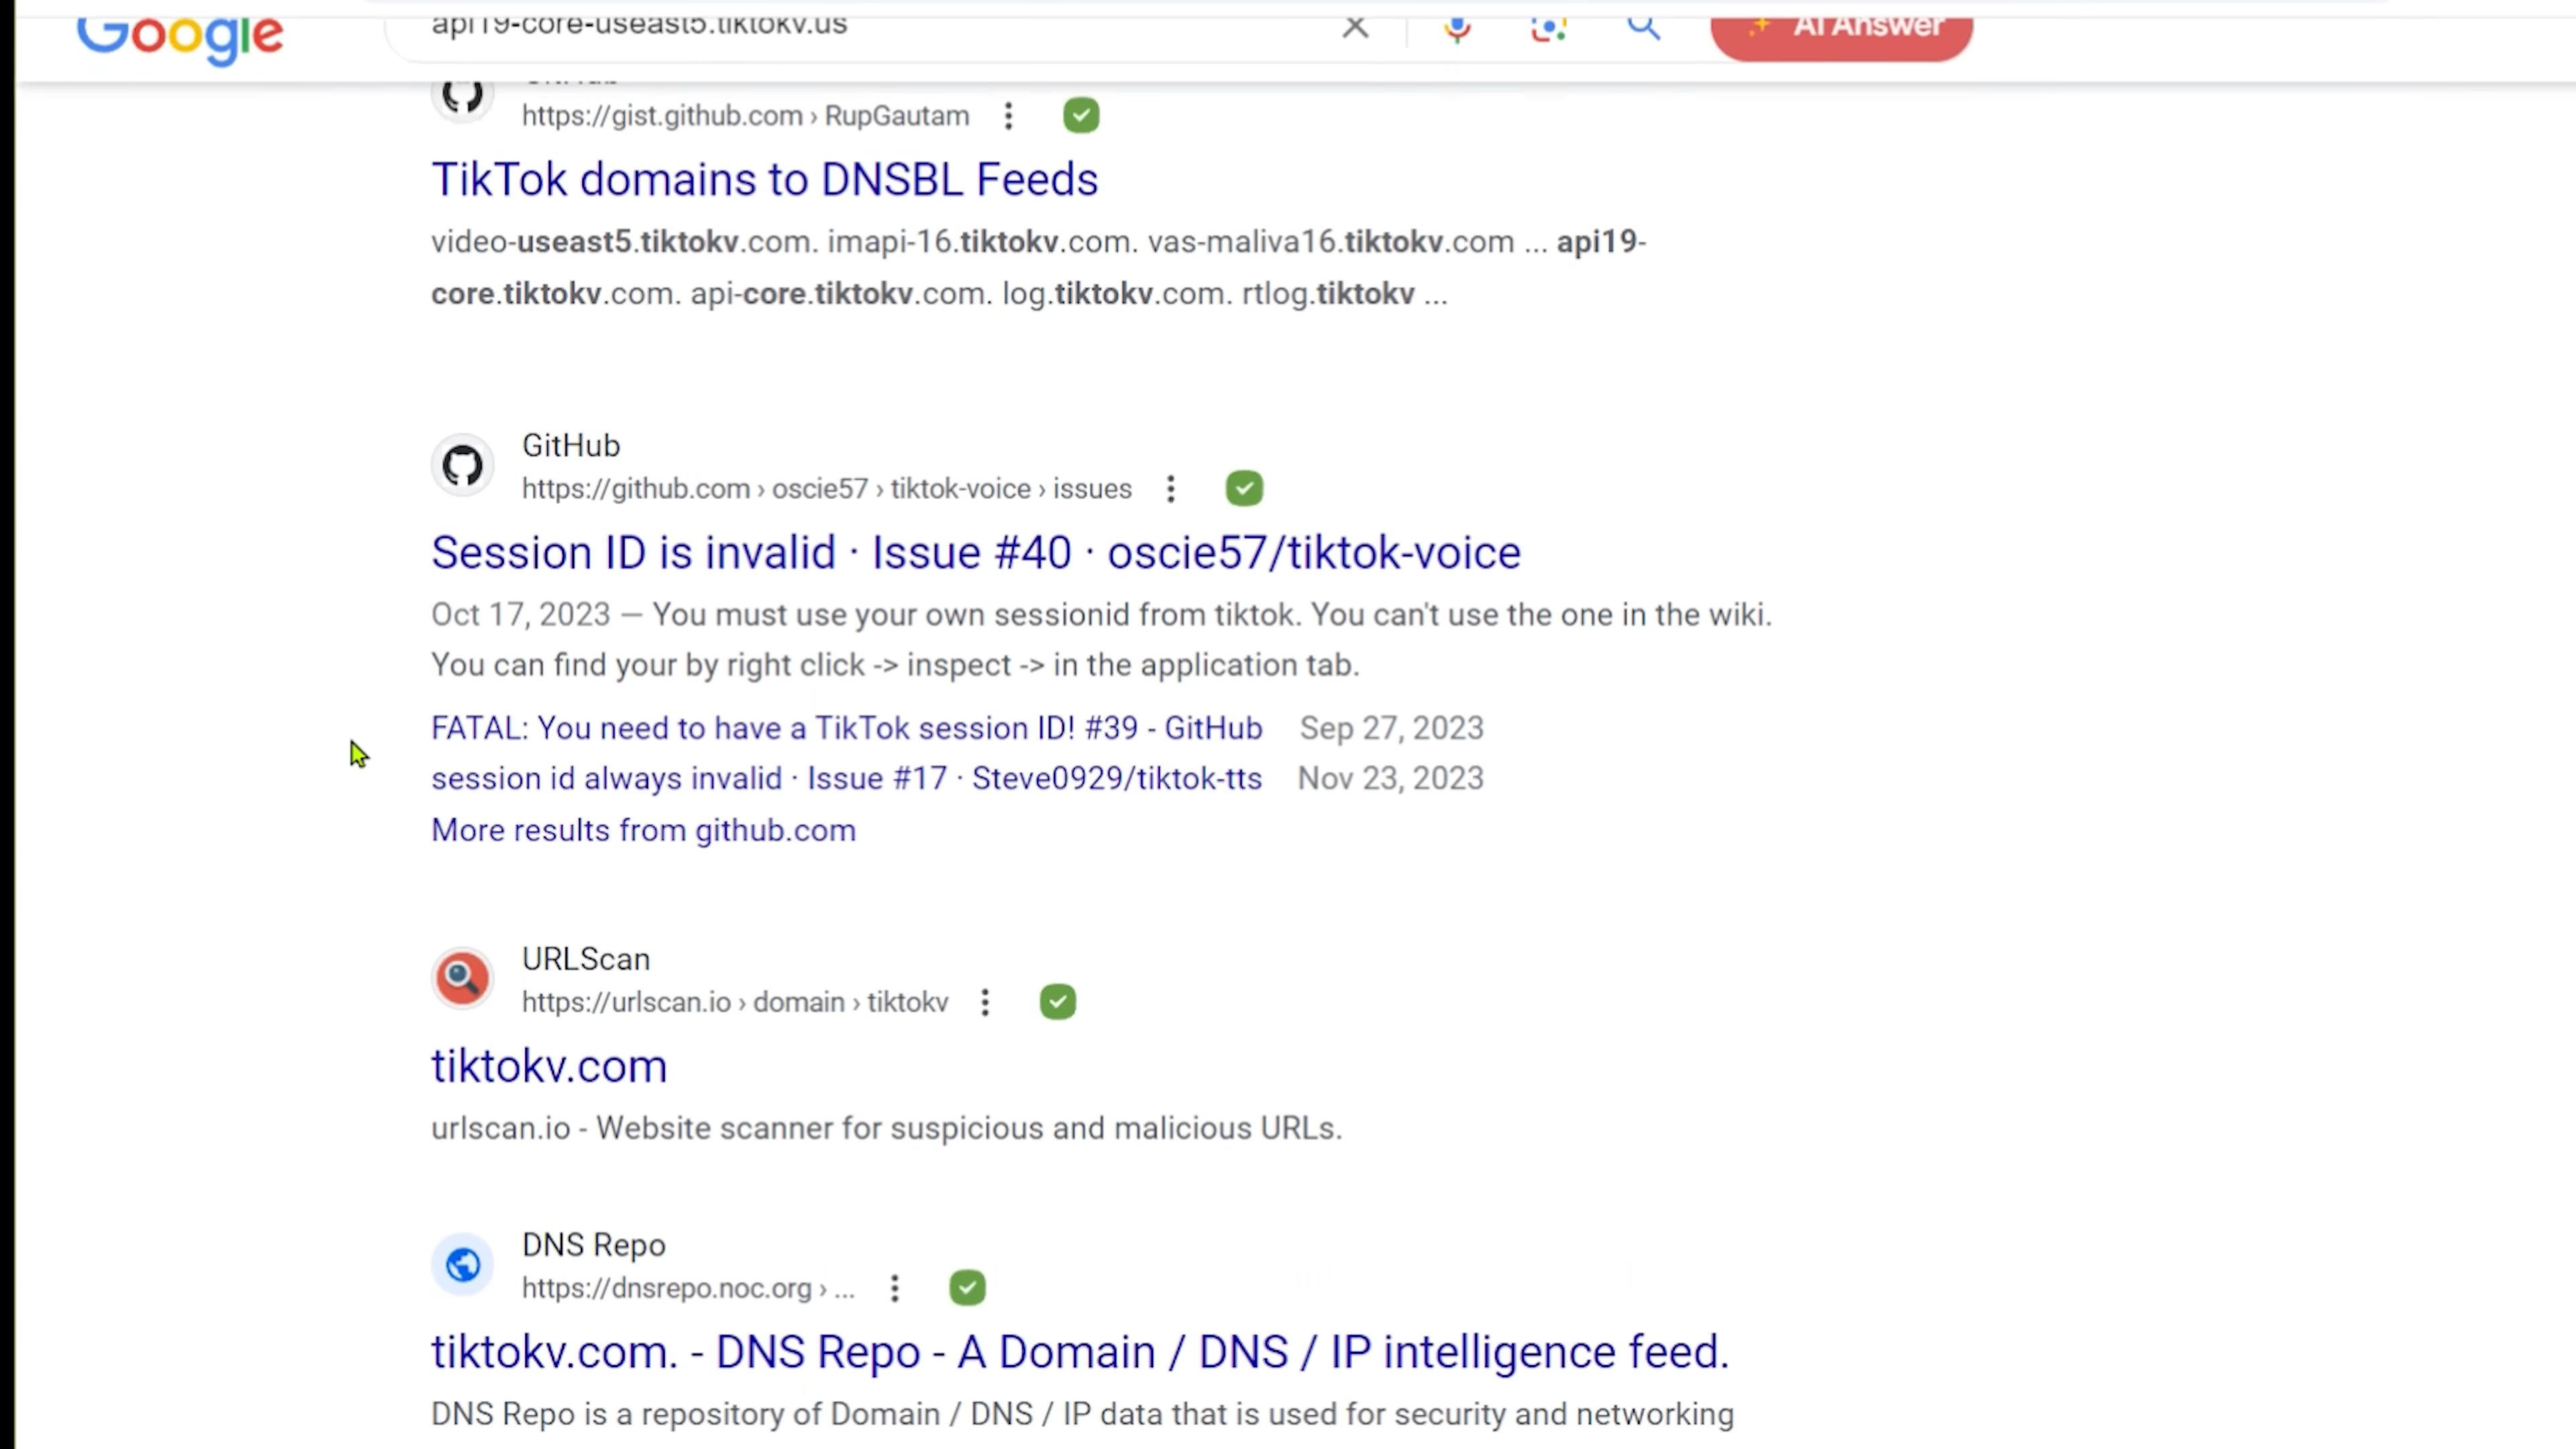 Google
api19-core-useast5.tiktokv.us
AI Answer
https://gist.github.com › RupGautam
TikTok domains to DNSBL Feeds
video-useast5.tiktokv.com. imapi-16.tiktokv.com. vas-maliva16.tiktokv.com ... api19-
core.tiktokv.com. api-core.tiktokv.com. log.tiktokv.com. rtlog.tiktokv ...
GitHub
https://github.com › oscie57 › tiktok-voice › issues
Session ID is invalid · Issue #40 · oscie57/tiktok-voice
Oct 17, 2023 — You must use your own sessionid from tiktok. You can't use the one in the wiki.
You can find your by right click -> inspect -> in the application tab.
FATAL: You need to have a TikTok session ID! #39 - GitHub Sep 27, 2023
session id always invalid · Issue #17 · Steve0929/tiktok-tts Nov 23, 2023
More results from github.com
URLScan
https://urlscan.io › domain › tiktokv
tiktokv.com
urlscan.io - Website scanner for suspicious and malicious URLs.
DNS Repo
https://dnsrepo.noc.org › ...
tiktokv.com. - DNS Repo - A Domain / DNS / IP intelligence feed.
DNS Repo is a repository of Domain / DNS / IP data that is used for security and networking